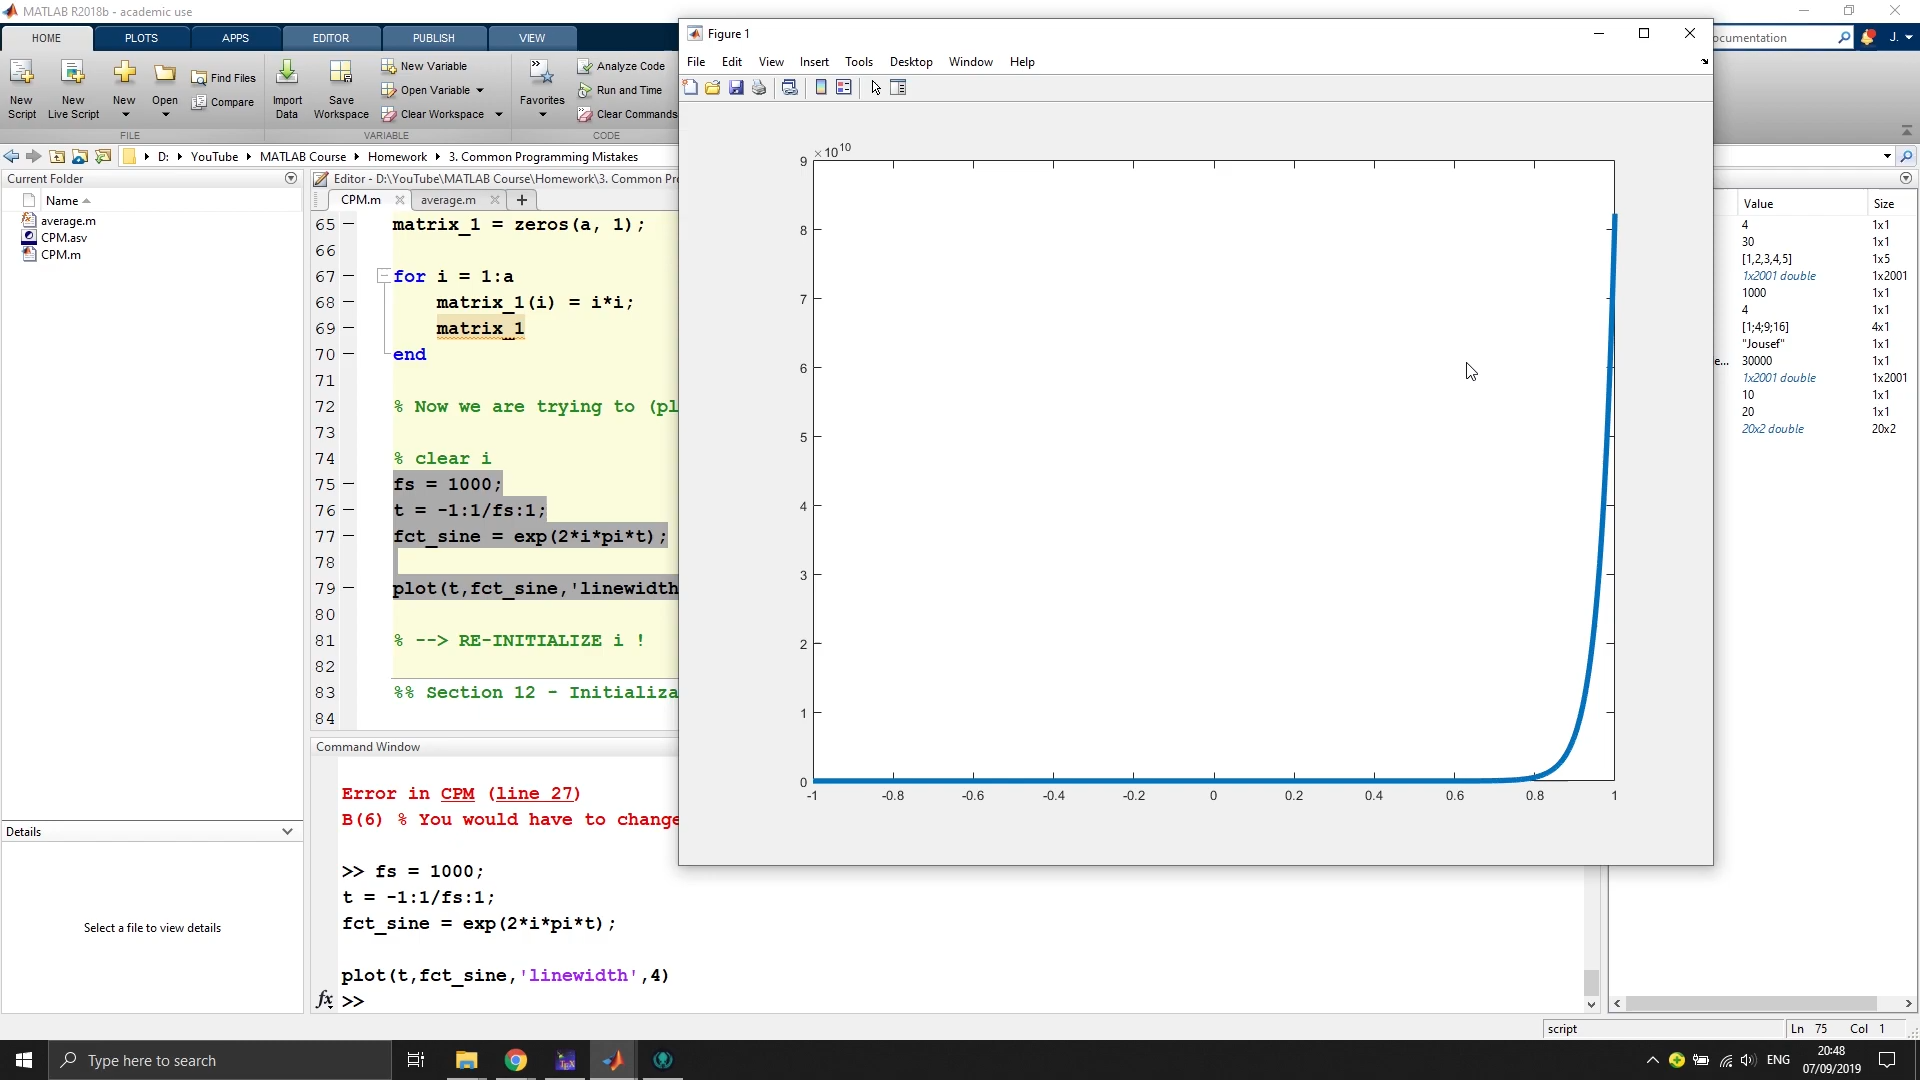 MATLAB R2018b - academic use
HOME
PLOTS
APPS
EDITOR
PUBLISH
VIEW
ocumentation
J.
New Script
New Live Script
New
Open
Find Files
Compare
Import Data
Save Workspace
New Variable
Open Variable
Clear Workspace
Favorites
Analyze Code
Run and Time
Clear Commands
FILE
VARIABLE
CODE
D:
YouTube
MATLAB Course
Homework
3. Common Programming Mistakes
Current Folder
Name
average.m
CPM.asv
CPM.m
Details
Select a file to view details
Editor - D:\YouTube\MATLAB Course\Homework\3. Common Pr
CPM.m
average.m
65 matrix_1 = zeros(a, 1);
66
67 for i = 1:a
68 matrix_1(i) = i*i;
69 matrix_1
70 end
71
72 % Now we are trying to (pl
73
74 % clear i
75 fs = 1000;
76 t = -1:1/fs:1;
77 fct_sine = exp(2*i*pi*t);
78
79 plot(t,fct_sine,'linewidth
80
81 % --> RE-INITIALIZE i !
82
83 %% Section 12 - Initializa
84
Command Window
Error in CPM (line 27)
B(6) % You would have to change
>> fs = 1000;
t = -1:1/fs:1;
fct_sine = exp(2*i*pi*t);
plot(t,fct_sine,'linewidth',4)
fx >>
Figure 1
File Edit View Insert Tools Desktop Window Help
×10^10
9
8
7
6
5
4
3
2
1
0
-1 -0.8 -0.6 -0.4 -0.2 0 0.2 0.4 0.6 0.8 1
Value Size
4 1x1
30 1x1
[1,2,3,4,5] 1x5
1x2001 double 1x2001
1000 1x1
4 1x1
[1;4;9;16] 4x1
"Jousef" 1x1
e... 30000 1x1
1x2001 double 1x2001
10 1x1
20 1x1
20x2 double 20x2
script
Ln 75 Col 1
Type here to search
TEX
ENG
20:48
07/09/2019